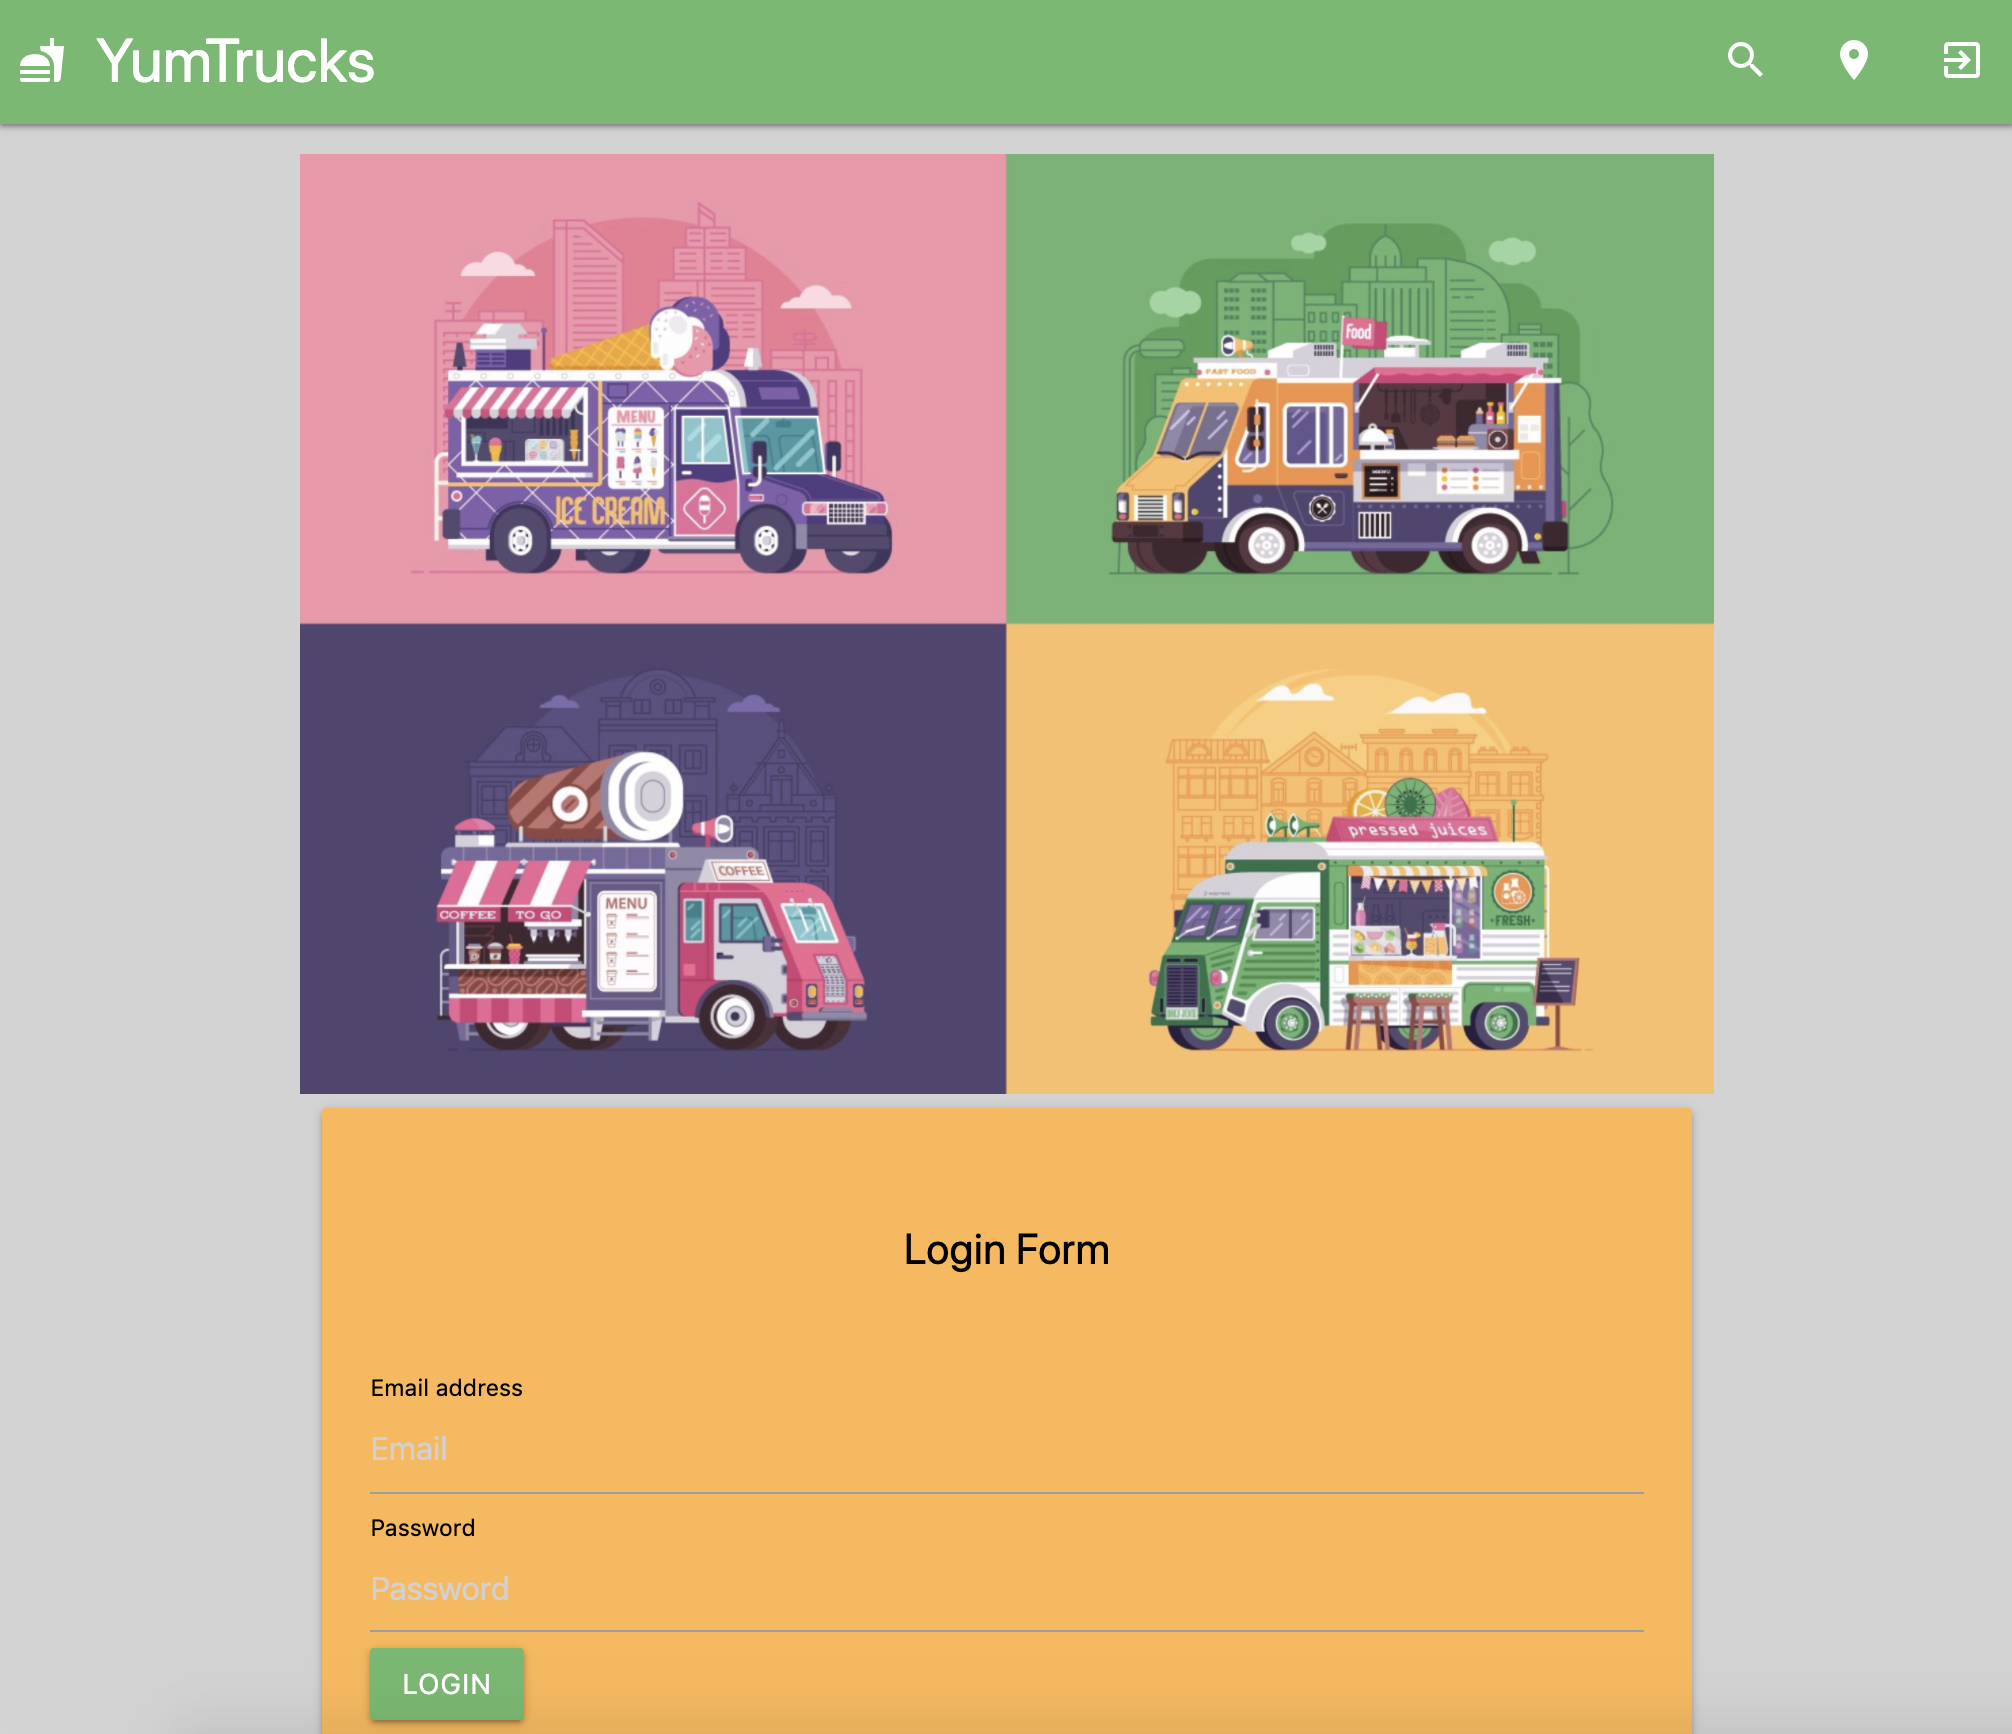 YumTrucks
MENU
ICE CREAM
Food
FAST FOOD
MENU
COFFEE
COFFEE TO GO
MENU
pressed juices
FRESH
Login Form
Email address
Email
Password
Password
LOGIN